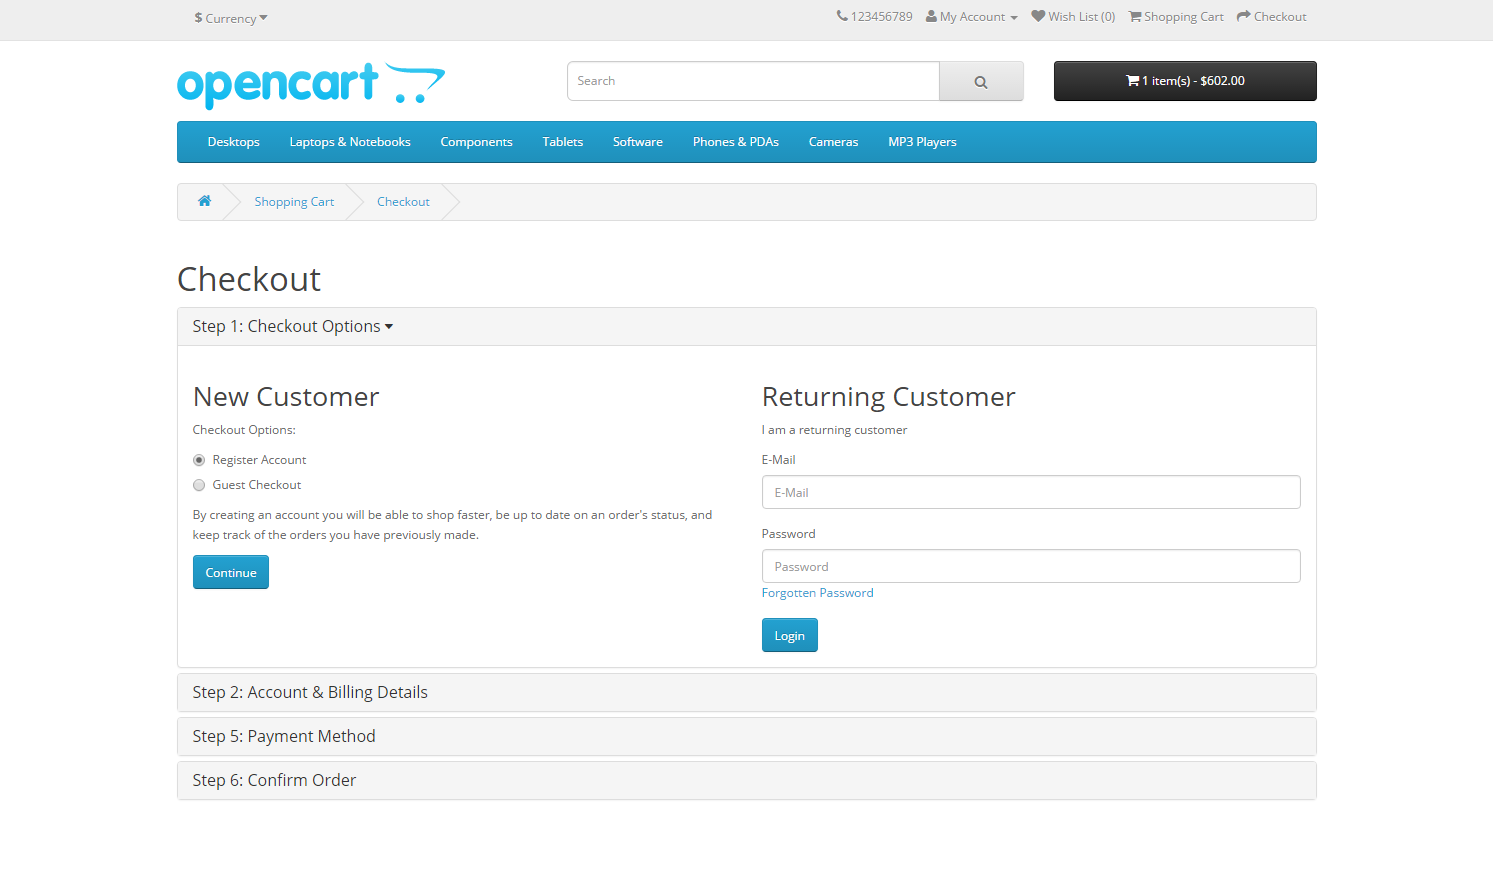 $ Currency
123456789 My Account Wish List (0) Shopping Cart Checkout
opencart
Search
1 item(s) - $602.00
Desktops Laptops & Notebooks Components Tablets Software Phones & PDAs Cameras MP3 Players
Shopping Cart Checkout
Checkout
Step 1: Checkout Options
New Customer
Checkout Options:
Register Account
Guest Checkout
By creating an account you will be able to shop faster, be up to date on an order's status, and
keep track of the orders you have previously made.
Continue
Returning Customer
I am a returning customer
E-Mail
E-Mail
Password
Password
Forgotten Password
Login
Step 2: Account & Billing Details
Step 5: Payment Method
Step 6: Confirm Order